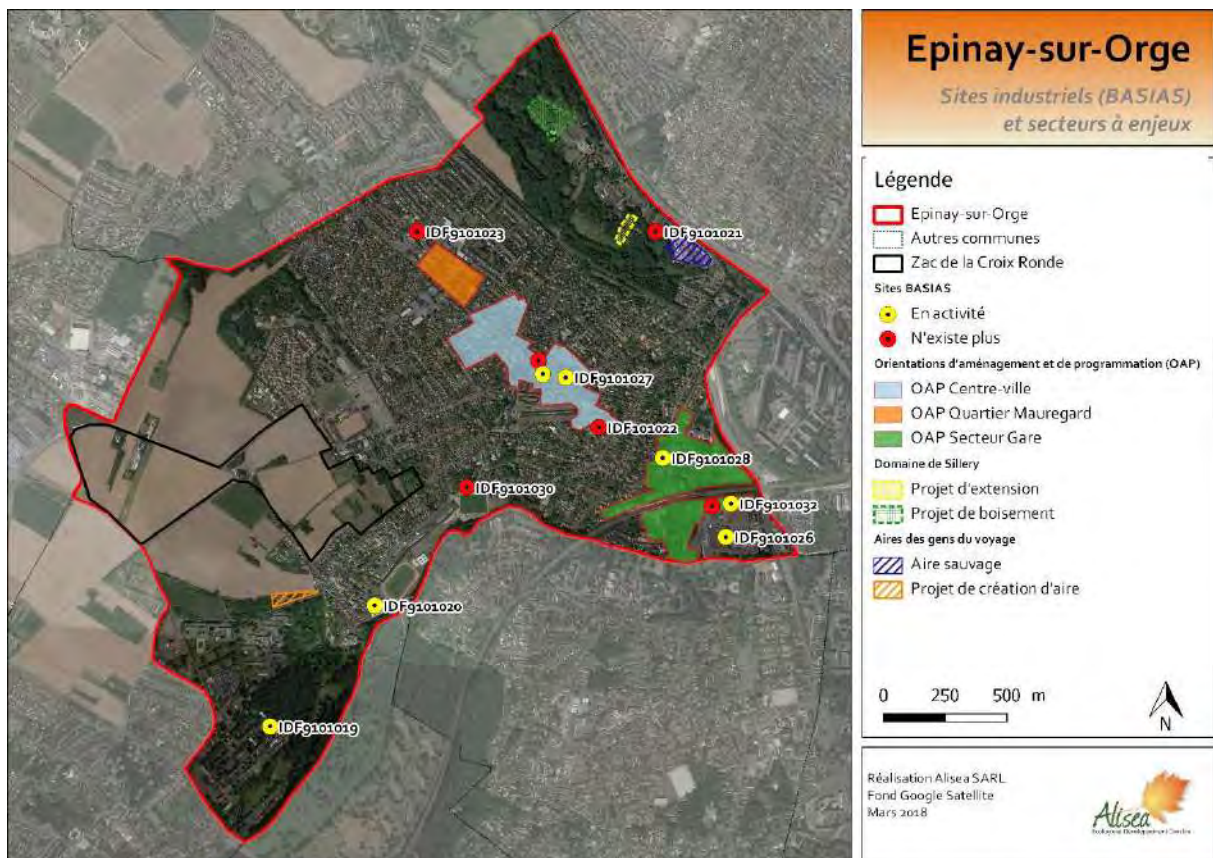 Epinay-sur-Orge
Sites industriels (BASIAS)
et secteurs à enjeux
IDF9101023
IDF9101021
IDF9101027
IDF101022
IDF9101028
IDF9101030
IDF9101032
IDF9101026
IDF9101020
IDF9101019
Légende
Epinay-sur-Orge
Autres communes
Zac de la Croix Ronde
Sites BASIAS
En activité
N'existe plus
Orientations d'aménagement et de programmation (OAP)
OAP Centre-ville
OAP Quartier Mauregard
OAP Secteur Gare
Domaine de Sillery
Projet d'extension
Projet de boisement
Aires des gens du voyage
Aire sauvage
Projet de création d'aire
0 250 500 m
N
Réalisation Alisea SARL
Fond Google Satellite
Mars 2018
Alisea